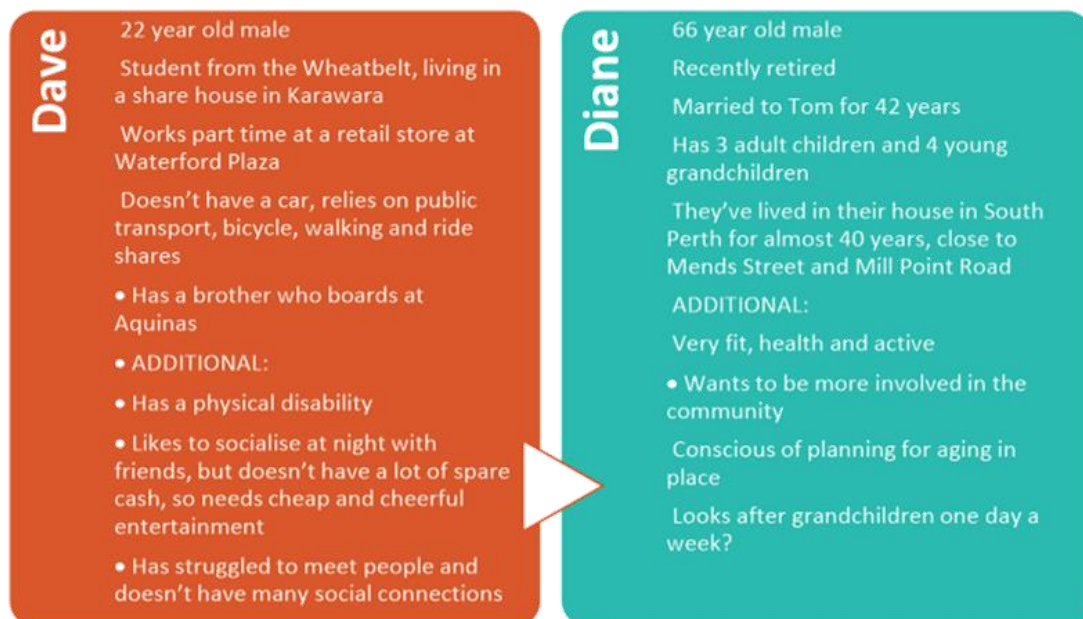 Dave
22 year old male
Student from the Wheatbelt, living in
a share house in Karawara
Works part time at a retail store at
Waterford Plaza
Doesn't have a car, relies on public
transport, bicycle, walking and ride
shares
• Has a brother who boards at
Aquinas
• ADDITIONAL:
• Has a physical disability
• Likes to socialise at night with
friends, but doesn't have a lot of spare
cash, so needs cheap and cheerful
entertainment
• Has struggled to meet people and
doesn't have many social connections
Diane
66 year old male
Recently retired
Married to Tom for 42 years
Has 3 adult children and 4 young
grandchildren
They've lived in their house in South
Perth for almost 40 years, close to
Mends Street and Mill Point Road
ADDITIONAL:
Very fit, health and active
• Wants to be more involved in the
community
Conscious of planning for aging in
place
Looks after grandchildren one day a
week?